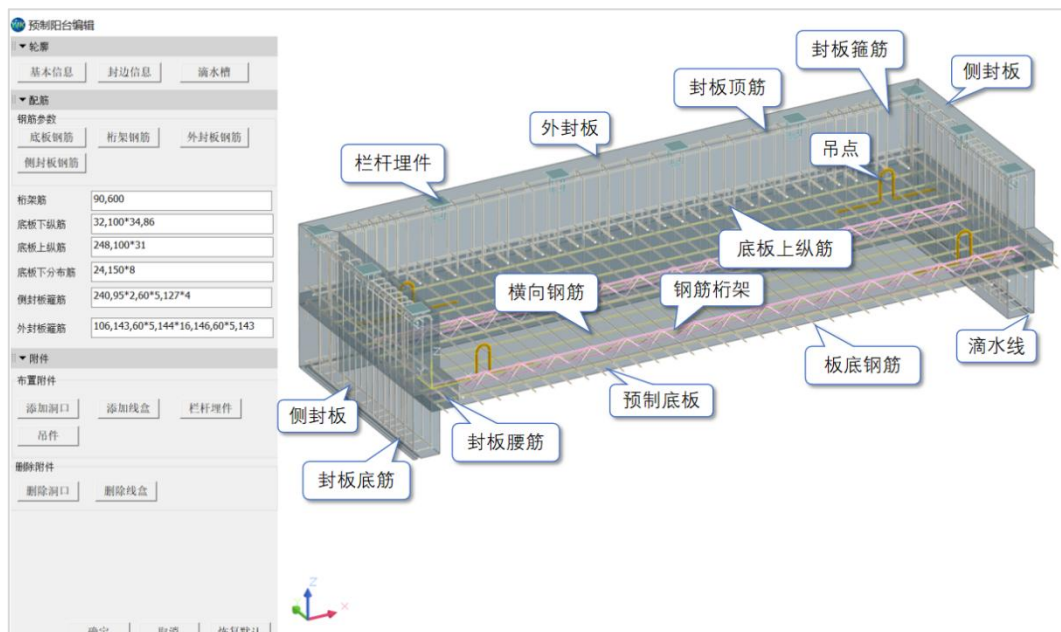 预制阳台编辑
轮廓
基本信息 封边信息 滴水槽
配筋
钢筋参数
底板钢筋 桁架钢筋 外封板钢筋
侧封板钢筋
桁架筋 90,600
底板下纵筋 32,100*34,86
底板上纵筋 248,100*31
底板下分布筋 24,150*8
侧封板箍筋 240,95*2,60*5,127*4
外封板箍筋 106,143,60*5,144*16,146,60*5,143
附件
布置附件
添加洞口 添加线盒 栏杆埋件
吊件
删除附件
删除洞口 删除线盒
确定 取消 恢复默认
封板箍筋
侧封板
封板顶筋
外封板
吊点
栏杆埋件
底板上纵筋
横向钢筋
钢筋桁架
滴水线
板底钢筋
预制底板
侧封板
封板腰筋
封板底筋
Z
X